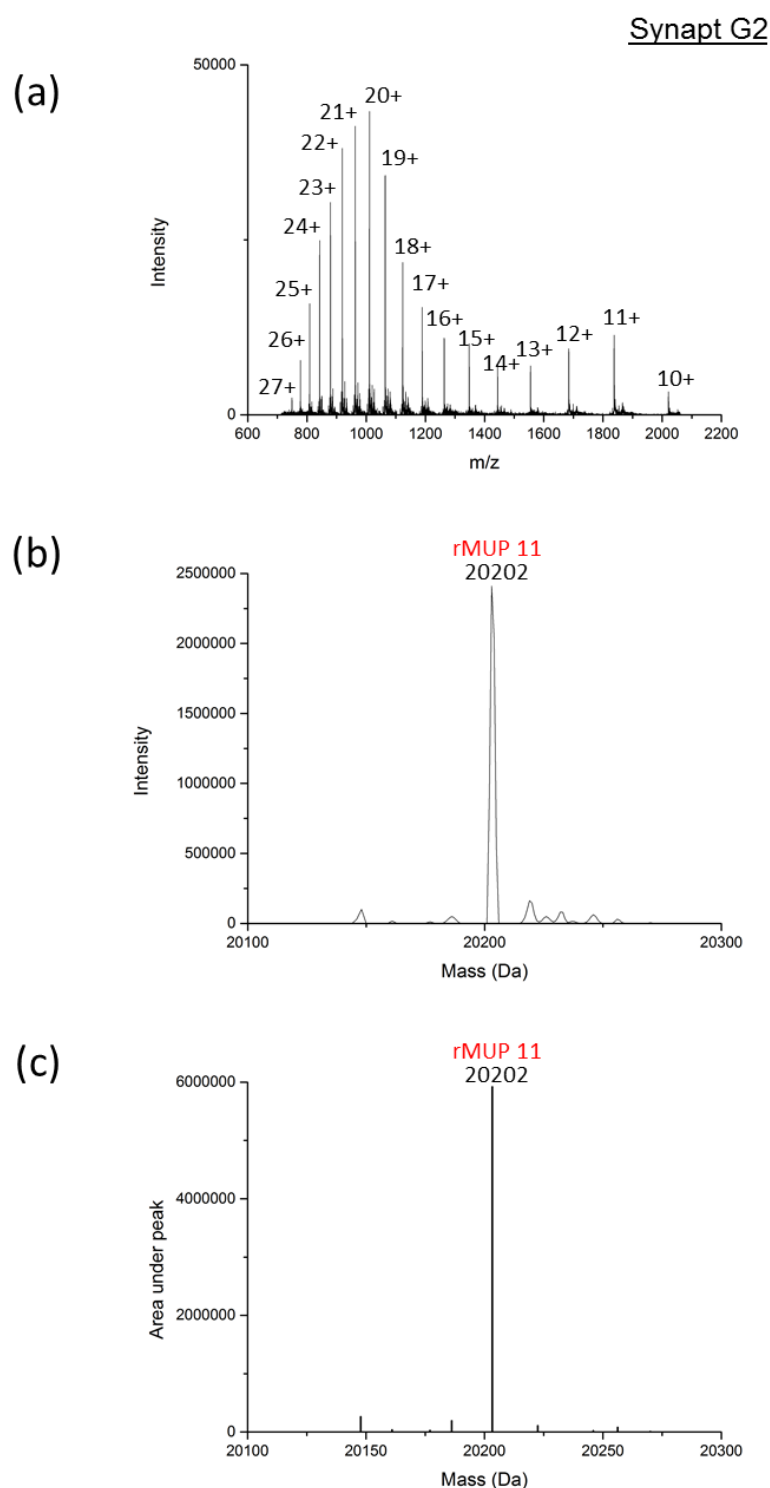 Synapt G2
(a)
50000
20+
21+
22+
19+
23+
24+
18+
25+
17+
16+
26+
15+
14+
13+
12+
11+
27+
10+
0
Intensity
600 800 1000 1200 1400 1600 1800 2000 2200
m/z
(b)
rMUP 11
20202
2500000
2000000
1500000
1000000
500000
0
Intensity
20100 20200 20300
Mass (Da)
(c)
rMUP 11
20202
6000000
4000000
2000000
0
Area under peak
20100 20150 20200 20250 20300
Mass (Da)